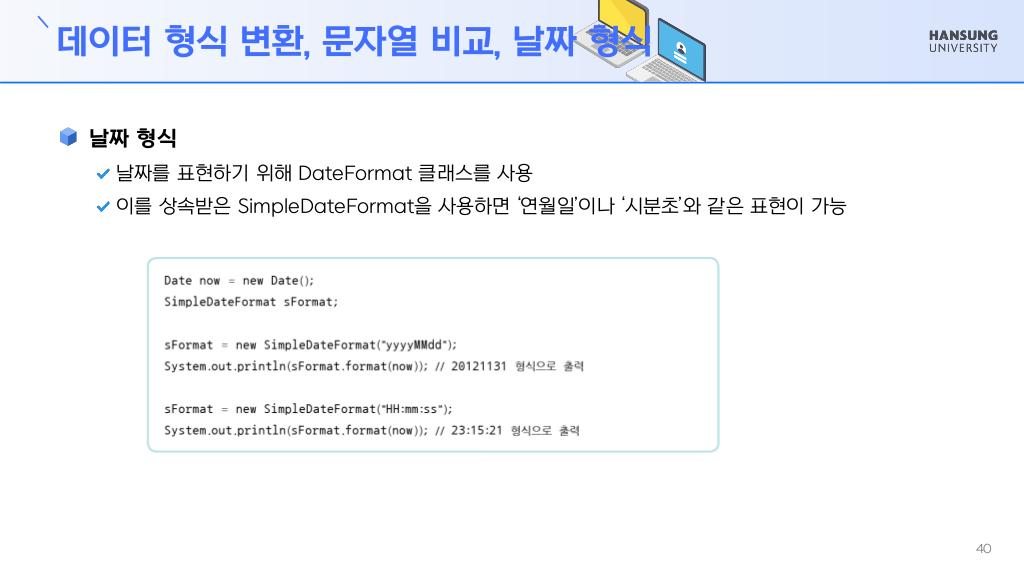 데이터 형식 변환, 문자열 비교, 날짜 형식
HANSUNG
UNIVERSITY
날짜 형식
날짜를 표현하기 위해 DateFormat 클래스를 사용
이를 상속받은 SimpleDateFormat을 사용하면 ‘연월일’이나 ‘시분초’와 같은 표현이 가능
Date now = new Date();
SimpleDateFormat sFormat;
sFormat = new SimpleDateFormat("yyyyMMdd");
System.out.println(sFormat.format(now)); // 20121131 형식으로 출력
sFormat = new SimpleDateFormat("HH:mm:ss");
System.out.println(sFormat.format(now)); // 23:15:21 형식으로 출력
40